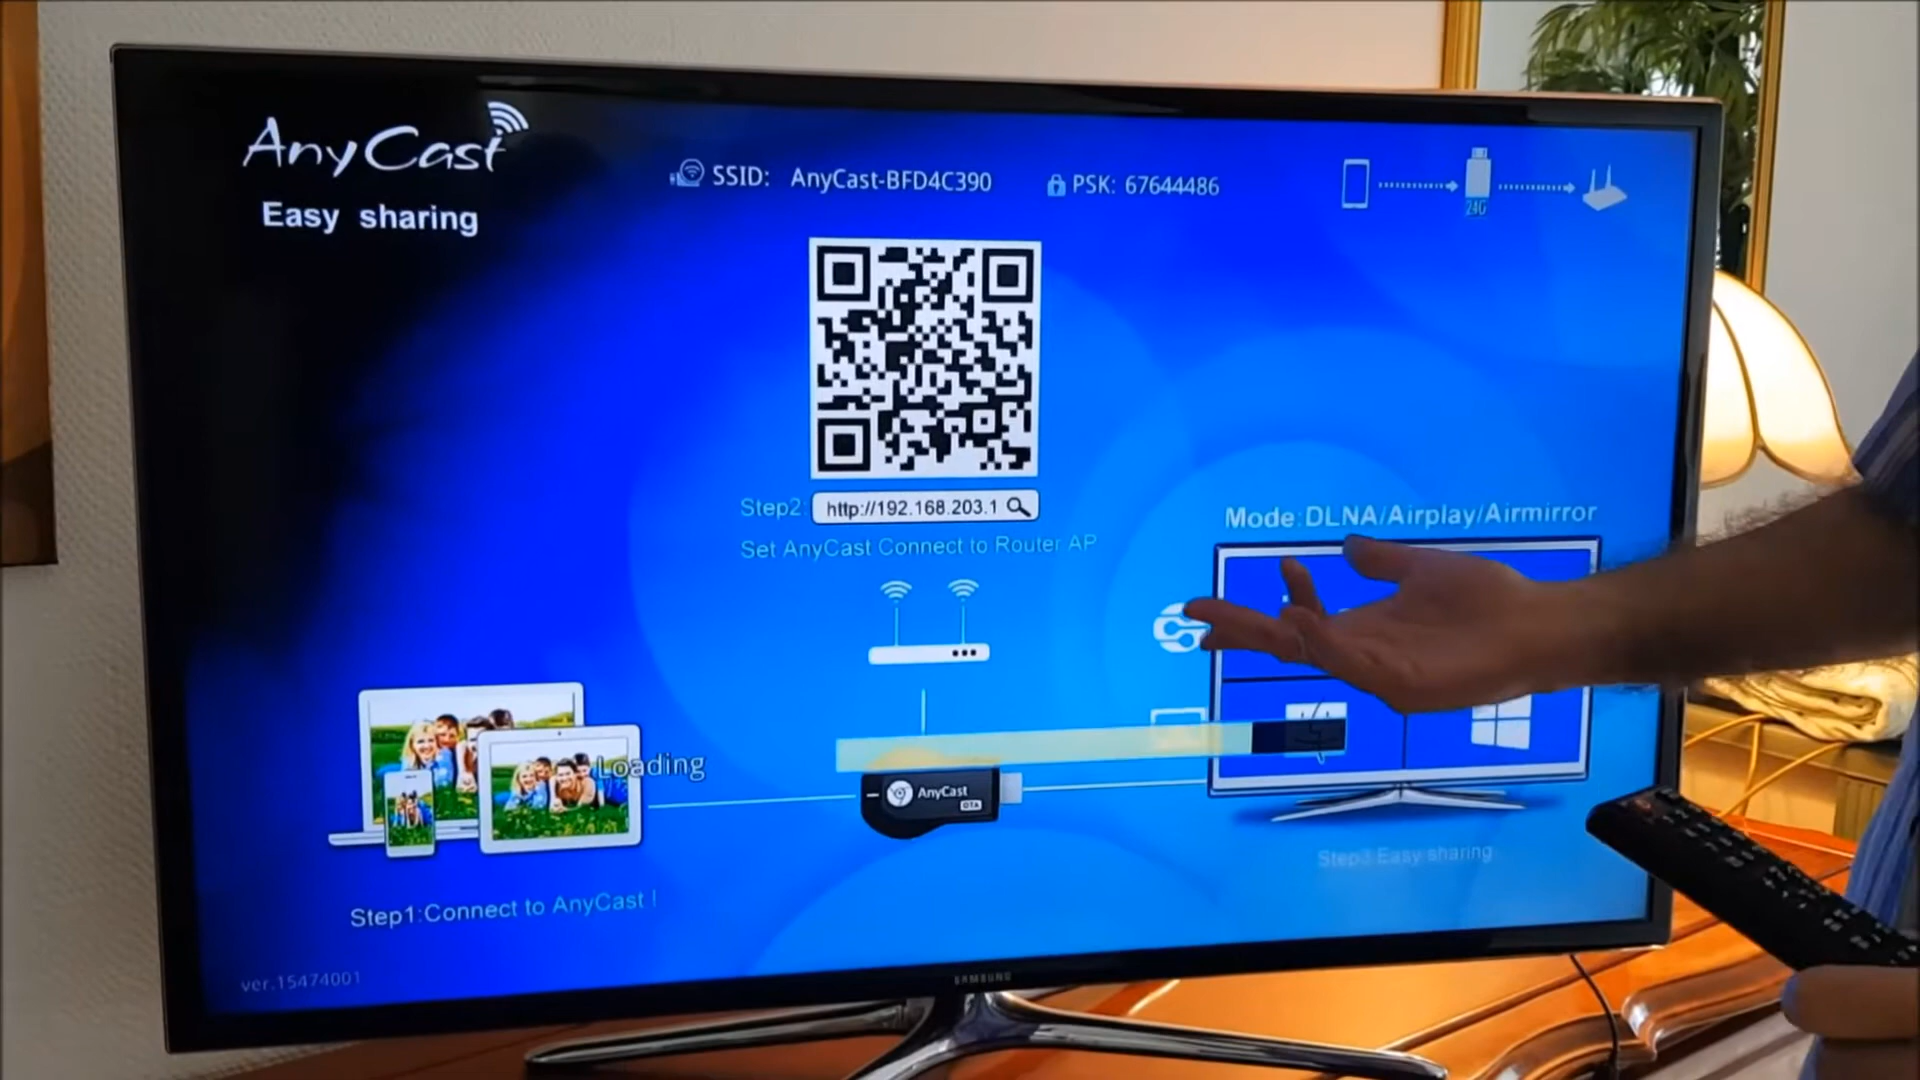 AnyCast
Easy sharing
SSID: AnyCast-BFD4C390
PSK: 67644486
24G
Step2: http://192.168.203.1
Set AnyCast Connect to Router AP
Mode:DLNA/Airplay/Airmirror
Loading
AnyCast
OTA
Step3:Easy sharing
Step1:Connect to AnyCast !
ver.15474001
SAMSUNG